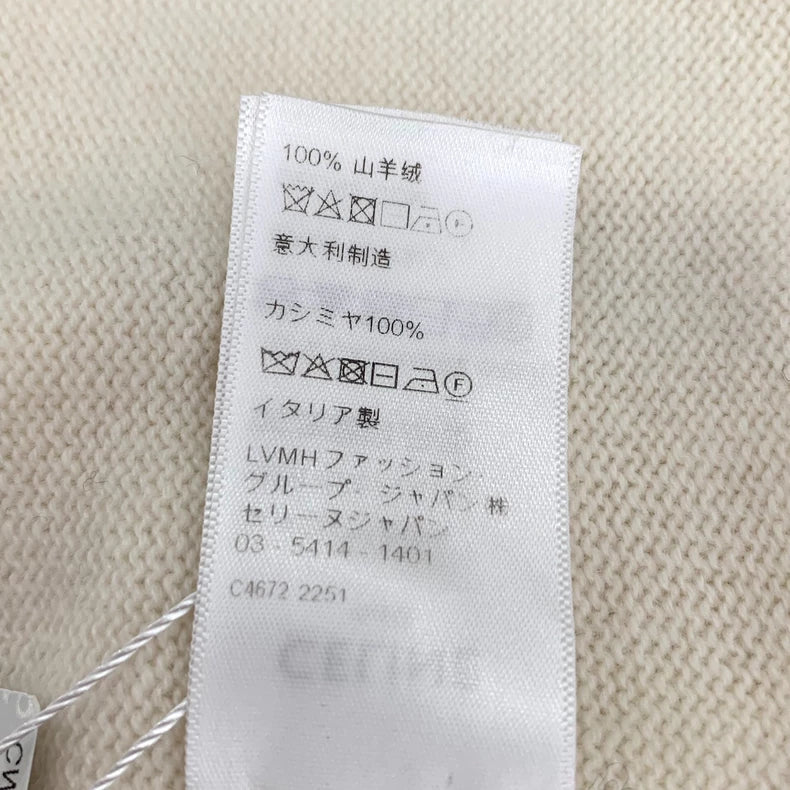 100% 山羊绒
意大利制造
カシミヤ100%
F
イタリア製
LVMHファッション・
グループ・ジャパン 株
セリーヌジャパン
03 - 5414 - 1401
C4672 2251
CELINE